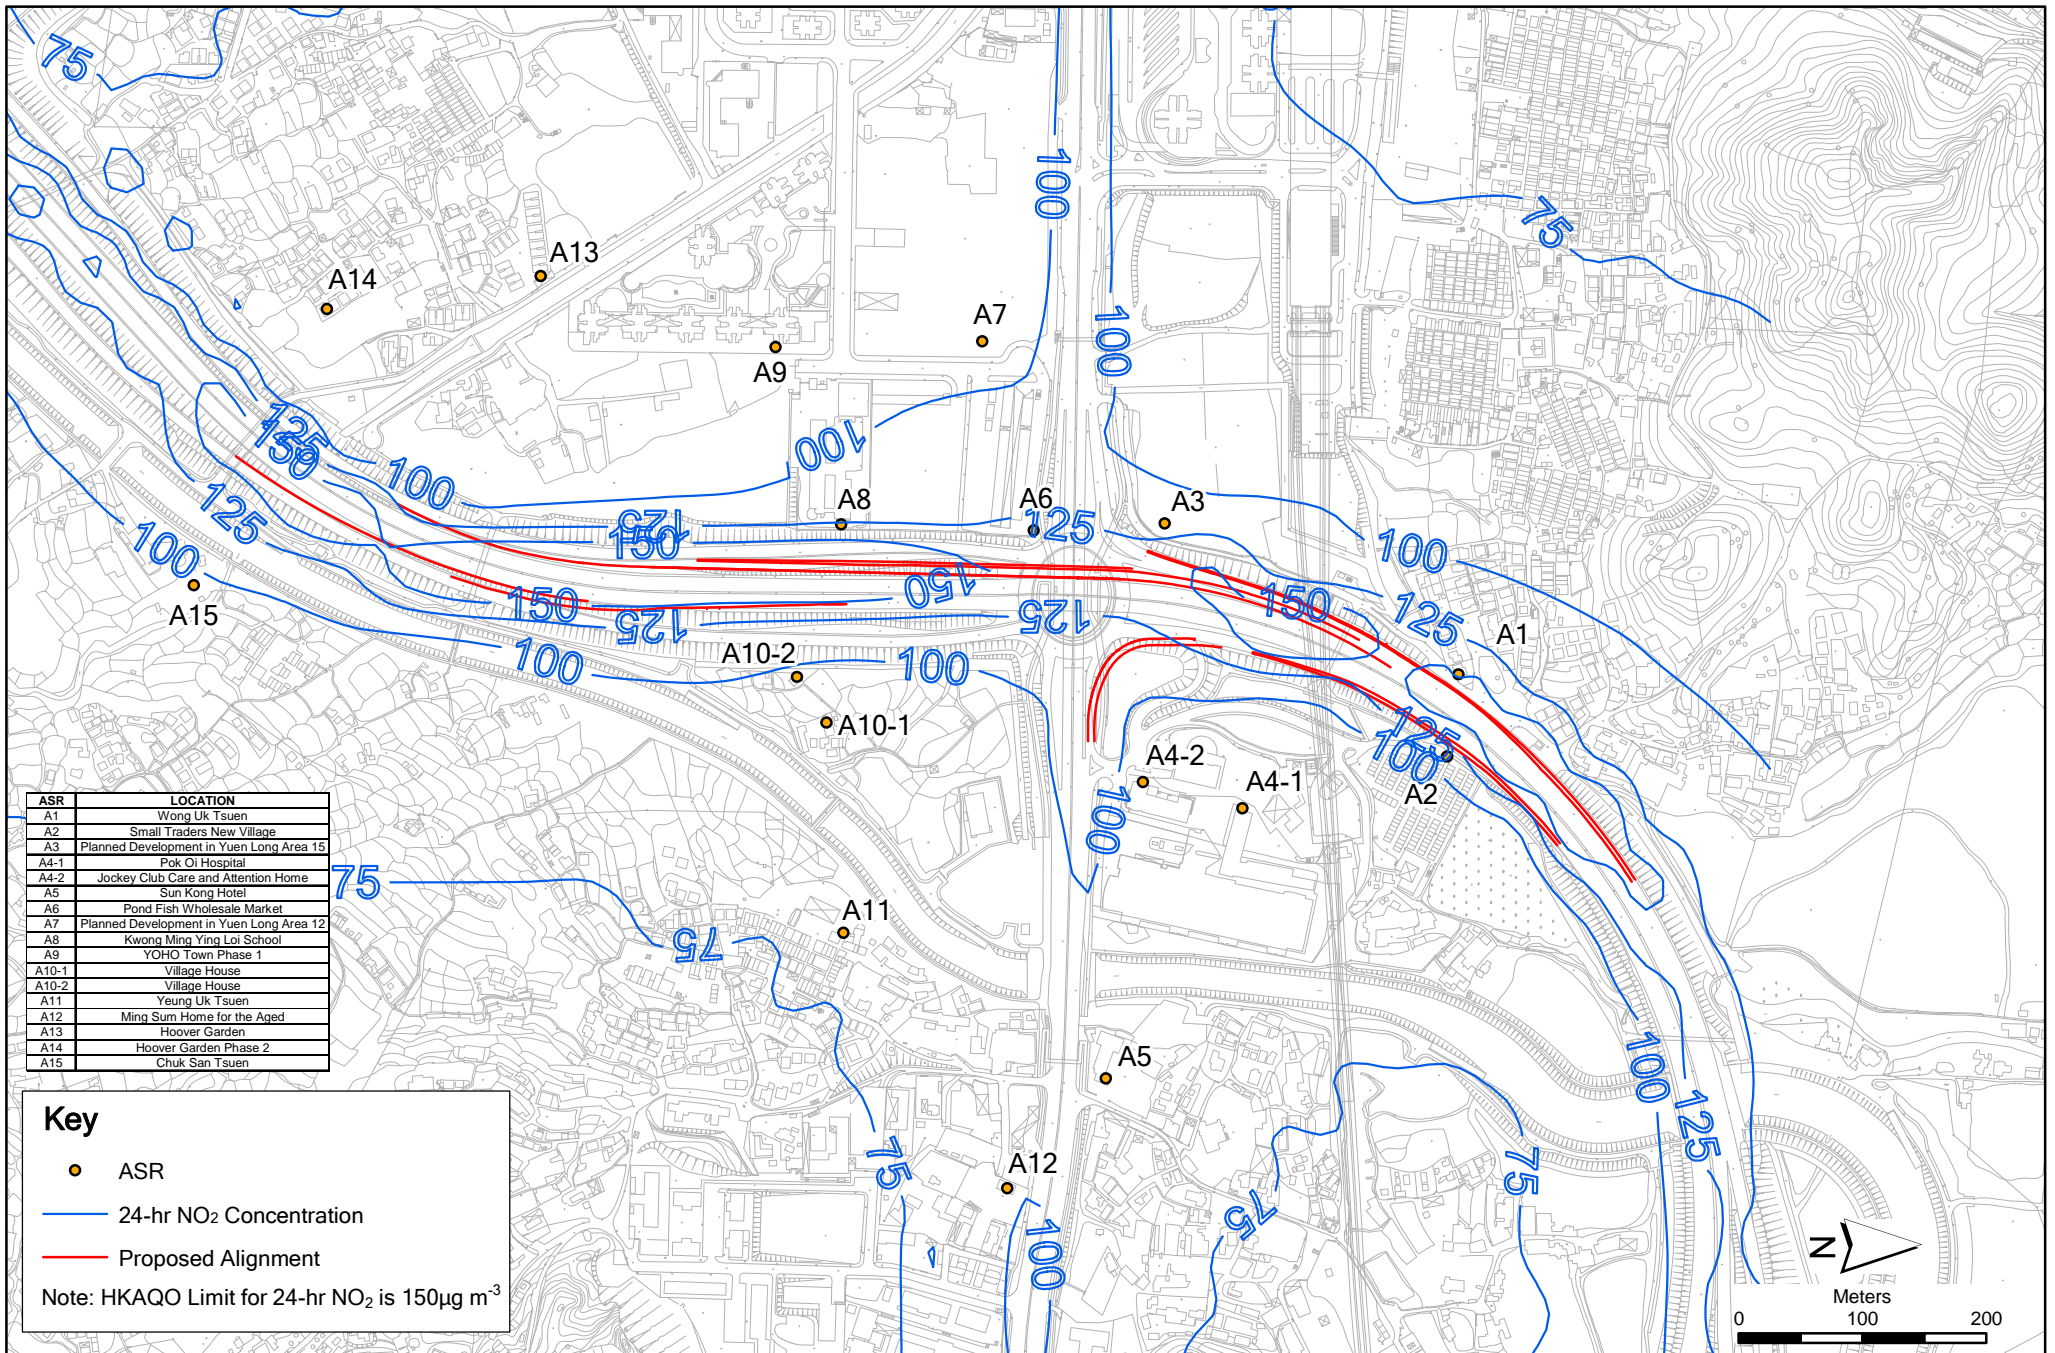 75
75
100
100
A14
A13
A9
A7
A8
A6
A3
A1
A2
A15
A10-2
A10-1
A4-2
A4-1
A11
A5
A12
125
150
100
100
125
100
125
150
125
150
150
125
125
100
100
150
125
100
125
100
100
75
75
75
75
75
100
125
100
ASR LOCATION
A1 Wong Uk Tsuen
A2 Small Traders New Village
A3 Planned Development in Yuen Long Area 15
A4-1 Pok Oi Hospital
A4-2 Jockey Club Care and Attention Home
A5 Sun Kong Hotel
A6 Pond Fish Wholesale Market
A7 Planned Development in Yuen Long Area 12
A8 Kwong Ming Ying Loi School
A9 YOHO Town Phase 1
A10-1 Village House
A10-2 Village House
A11 Yeung Uk Tsuen
A12 Ming Sum Home for the Aged
A13 Hoover Garden
A14 Hoover Garden Phase 2
A15 Chuk San Tsuen
Key
ASR
24-hr NO₂ Concentration
Proposed Alignment
Note: HKAQO Limit for 24-hr NO₂ is 150µg m⁻³
N
Meters
0 100 200